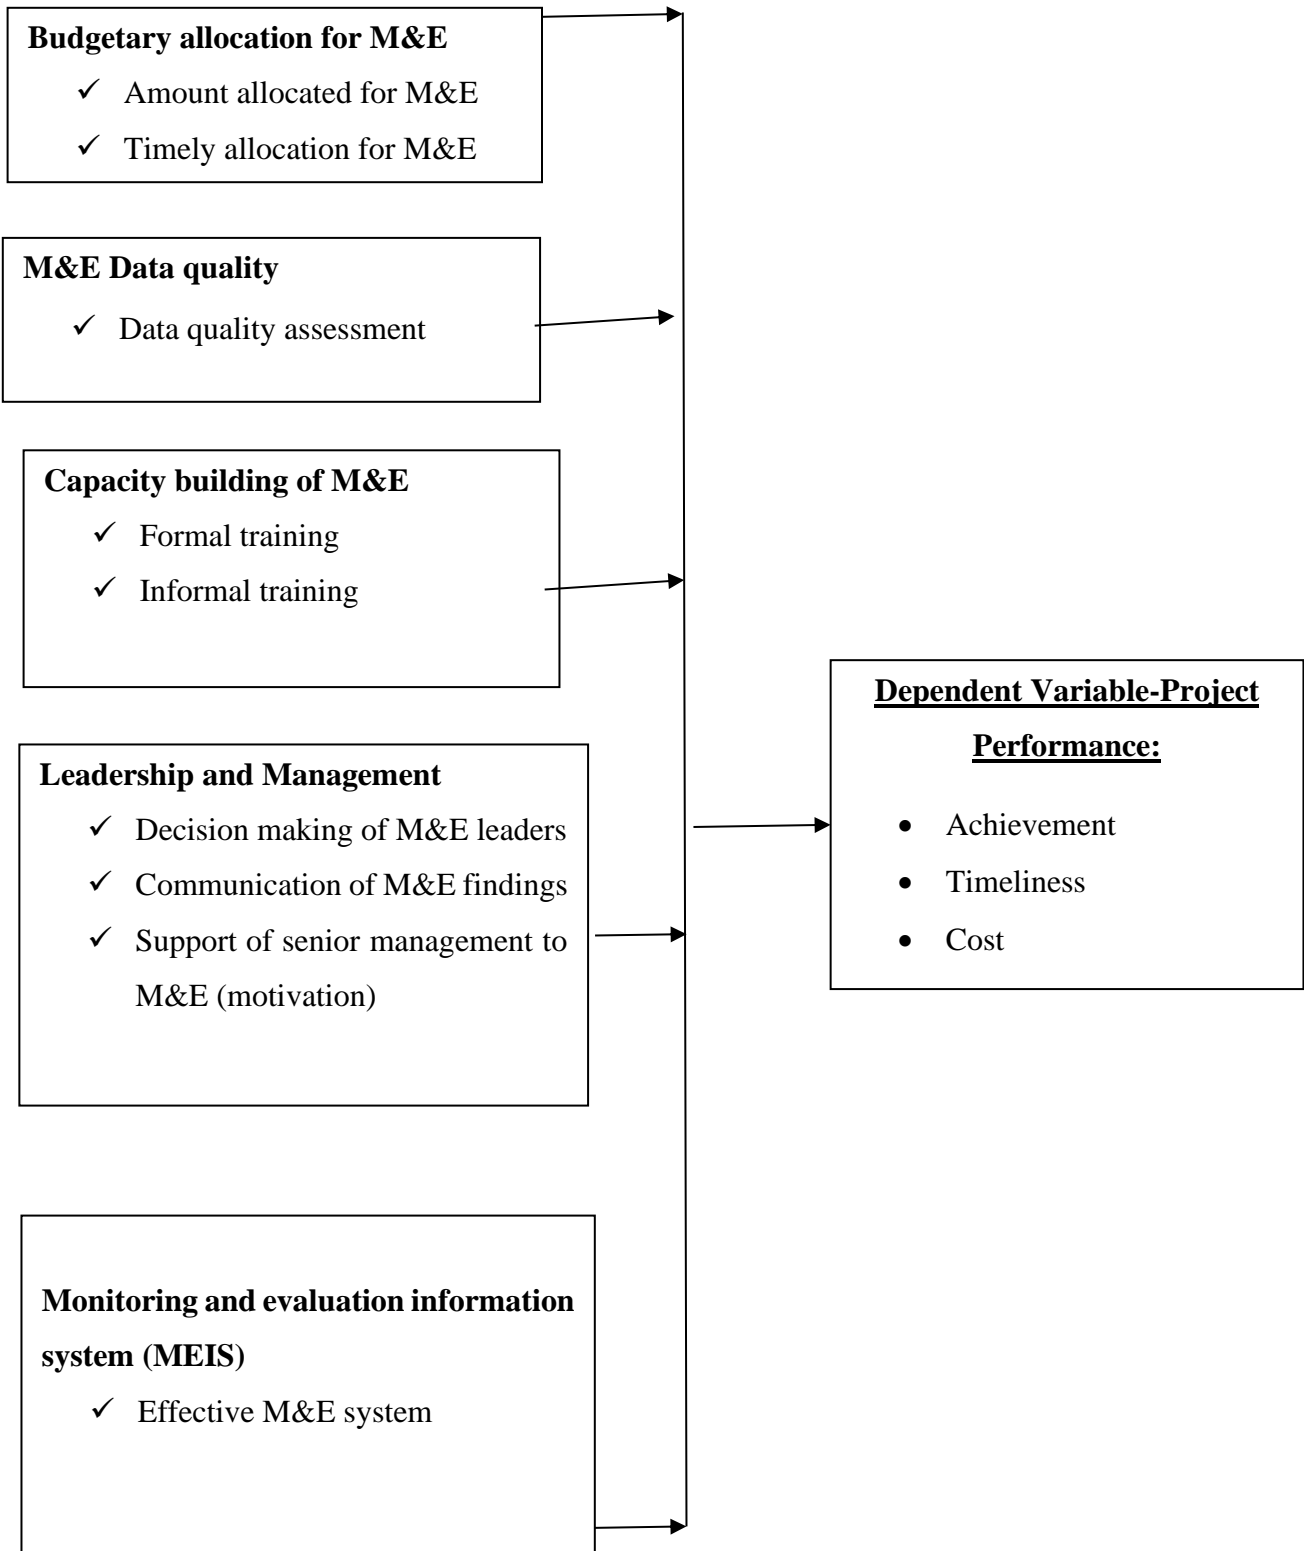 Budgetary allocation for M&E
✓ Amount allocated for M&E
✓ Timely allocation for M&E
M&E Data quality
✓ Data quality assessment
Capacity building of M&E
✓ Formal training
✓ Informal training
Leadership and Management
✓ Decision making of M&E leaders
✓ Communication of M&E findings
✓ Support of senior management to
M&E (motivation)
Monitoring and evaluation information
system (MEIS)
✓ Effective M&E system
Dependent Variable-Project
Performance:
• Achievement
• Timeliness
• Cost